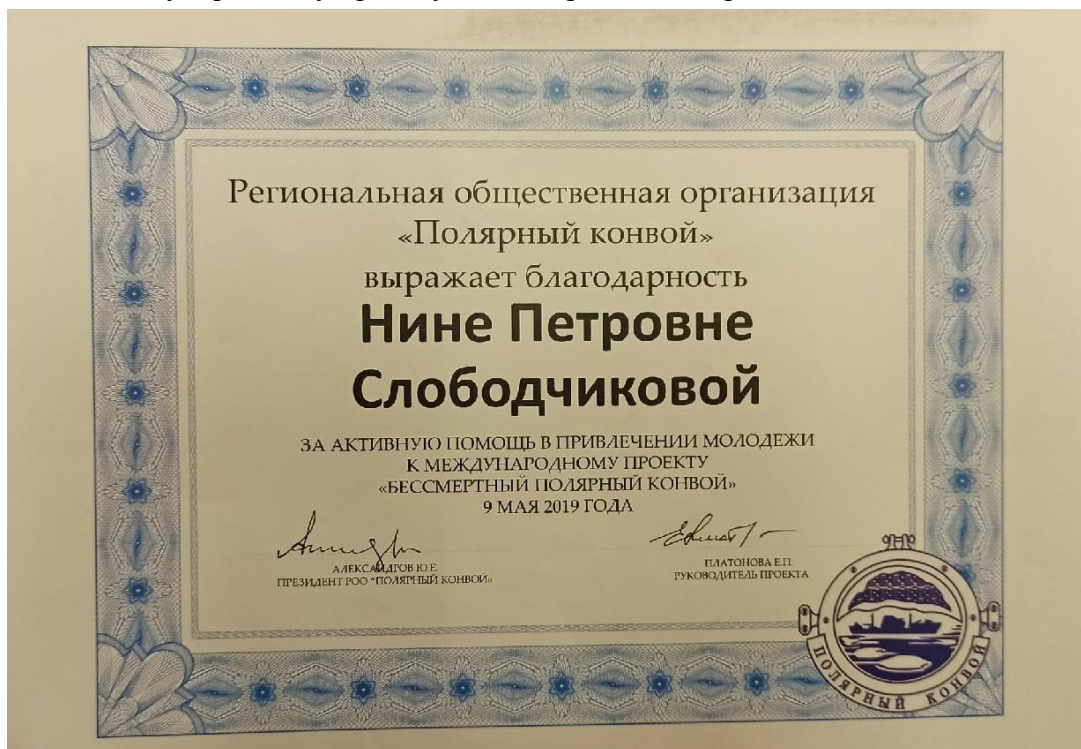 Региональная общественная организация
«Полярный конвой»
выражает благодарность
Нине Петровне
Слободчиковой
ЗА АКТИВНУЮ ПОМОЩЬ В ПРИВЛЕЧЕНИИ МОЛОДЕЖИ
К МЕЖДУНАРОДНОМУ ПРОЕКТУ
«БЕССМЕРТНЫЙ ПОЛЯРНЫЙ КОНВОЙ»
9 МАЯ 2019 ГОДА
АЛЕКСАНДРОВ Ю.Е.
ПРЕЗИДЕНТ РОО "ПОЛЯРНЫЙ КОНВОЙ»
ПЛАТОНОВА Е.П.
РУКОВОДИТЕЛЬ ПРОЕКТА
ПОЛЯРНЫЙ КОНВОЙ